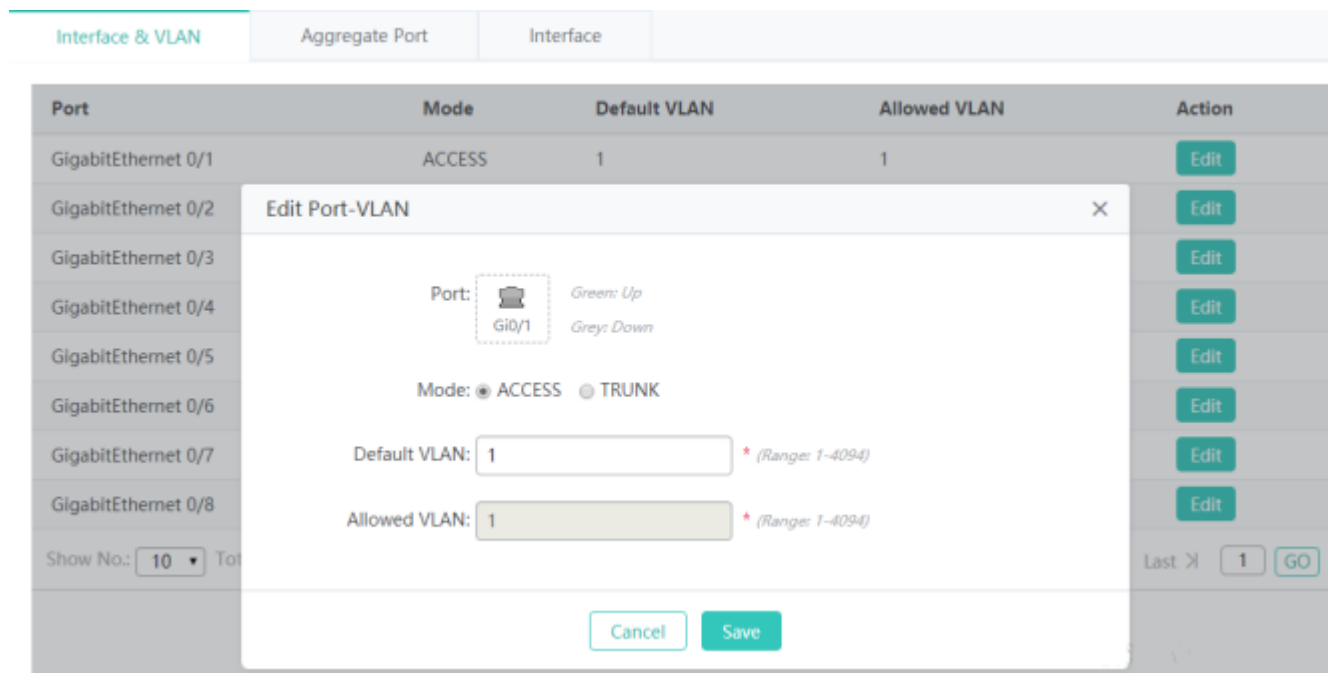 Interface & VLAN Aggregate Port Interface
Port Mode Default VLAN Allowed VLAN Action
GigabitEthernet 0/1 ACCESS 1 1 Edit
GigabitEthernet 0/2 Edit
GigabitEthernet 0/3 Edit
GigabitEthernet 0/4 Edit
GigabitEthernet 0/5 Edit
GigabitEthernet 0/6 Edit
GigabitEthernet 0/7 Edit
GigabitEthernet 0/8 Edit
Show No.: 10 Tot Last 1 GO
Edit Port-VLAN
Port: Gi0/1
Green: Up
Grey: Down
Mode: ACCESS TRUNK
Default VLAN: 1 * (Range: 1-4094)
Allowed VLAN: 1 * (Range: 1-4094)
Cancel Save